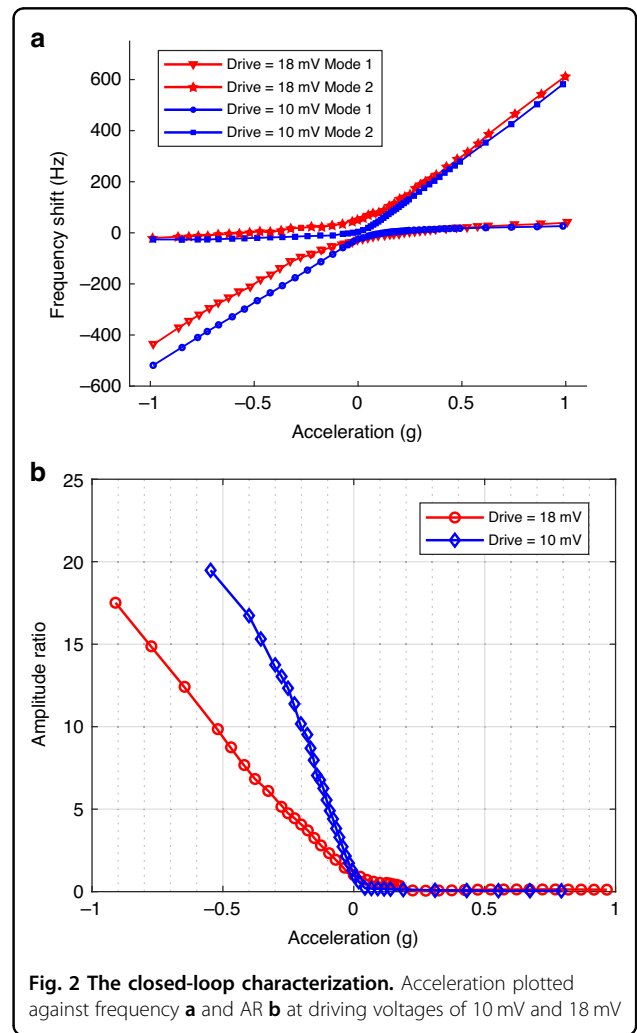 a
Drive = 18 mV Mode 1
Drive = 18 mV Mode 2
Drive = 10 mV Mode 1
Drive = 10 mV Mode 2
600
400
200
0
−200
−400
−600
Frequency shift (Hz)
−1
−0.5
0
0.5
1
Acceleration (g)
b
Drive = 18 mV
Drive = 10 mV
25
20
15
10
5
0
Amplitude ratio
−1
−0.5
0
0.5
1
Acceleration (g)
Fig. 2 The closed-loop characterization. Acceleration plotted
against frequency a and AR b at driving voltages of 10 mV and 18 mV